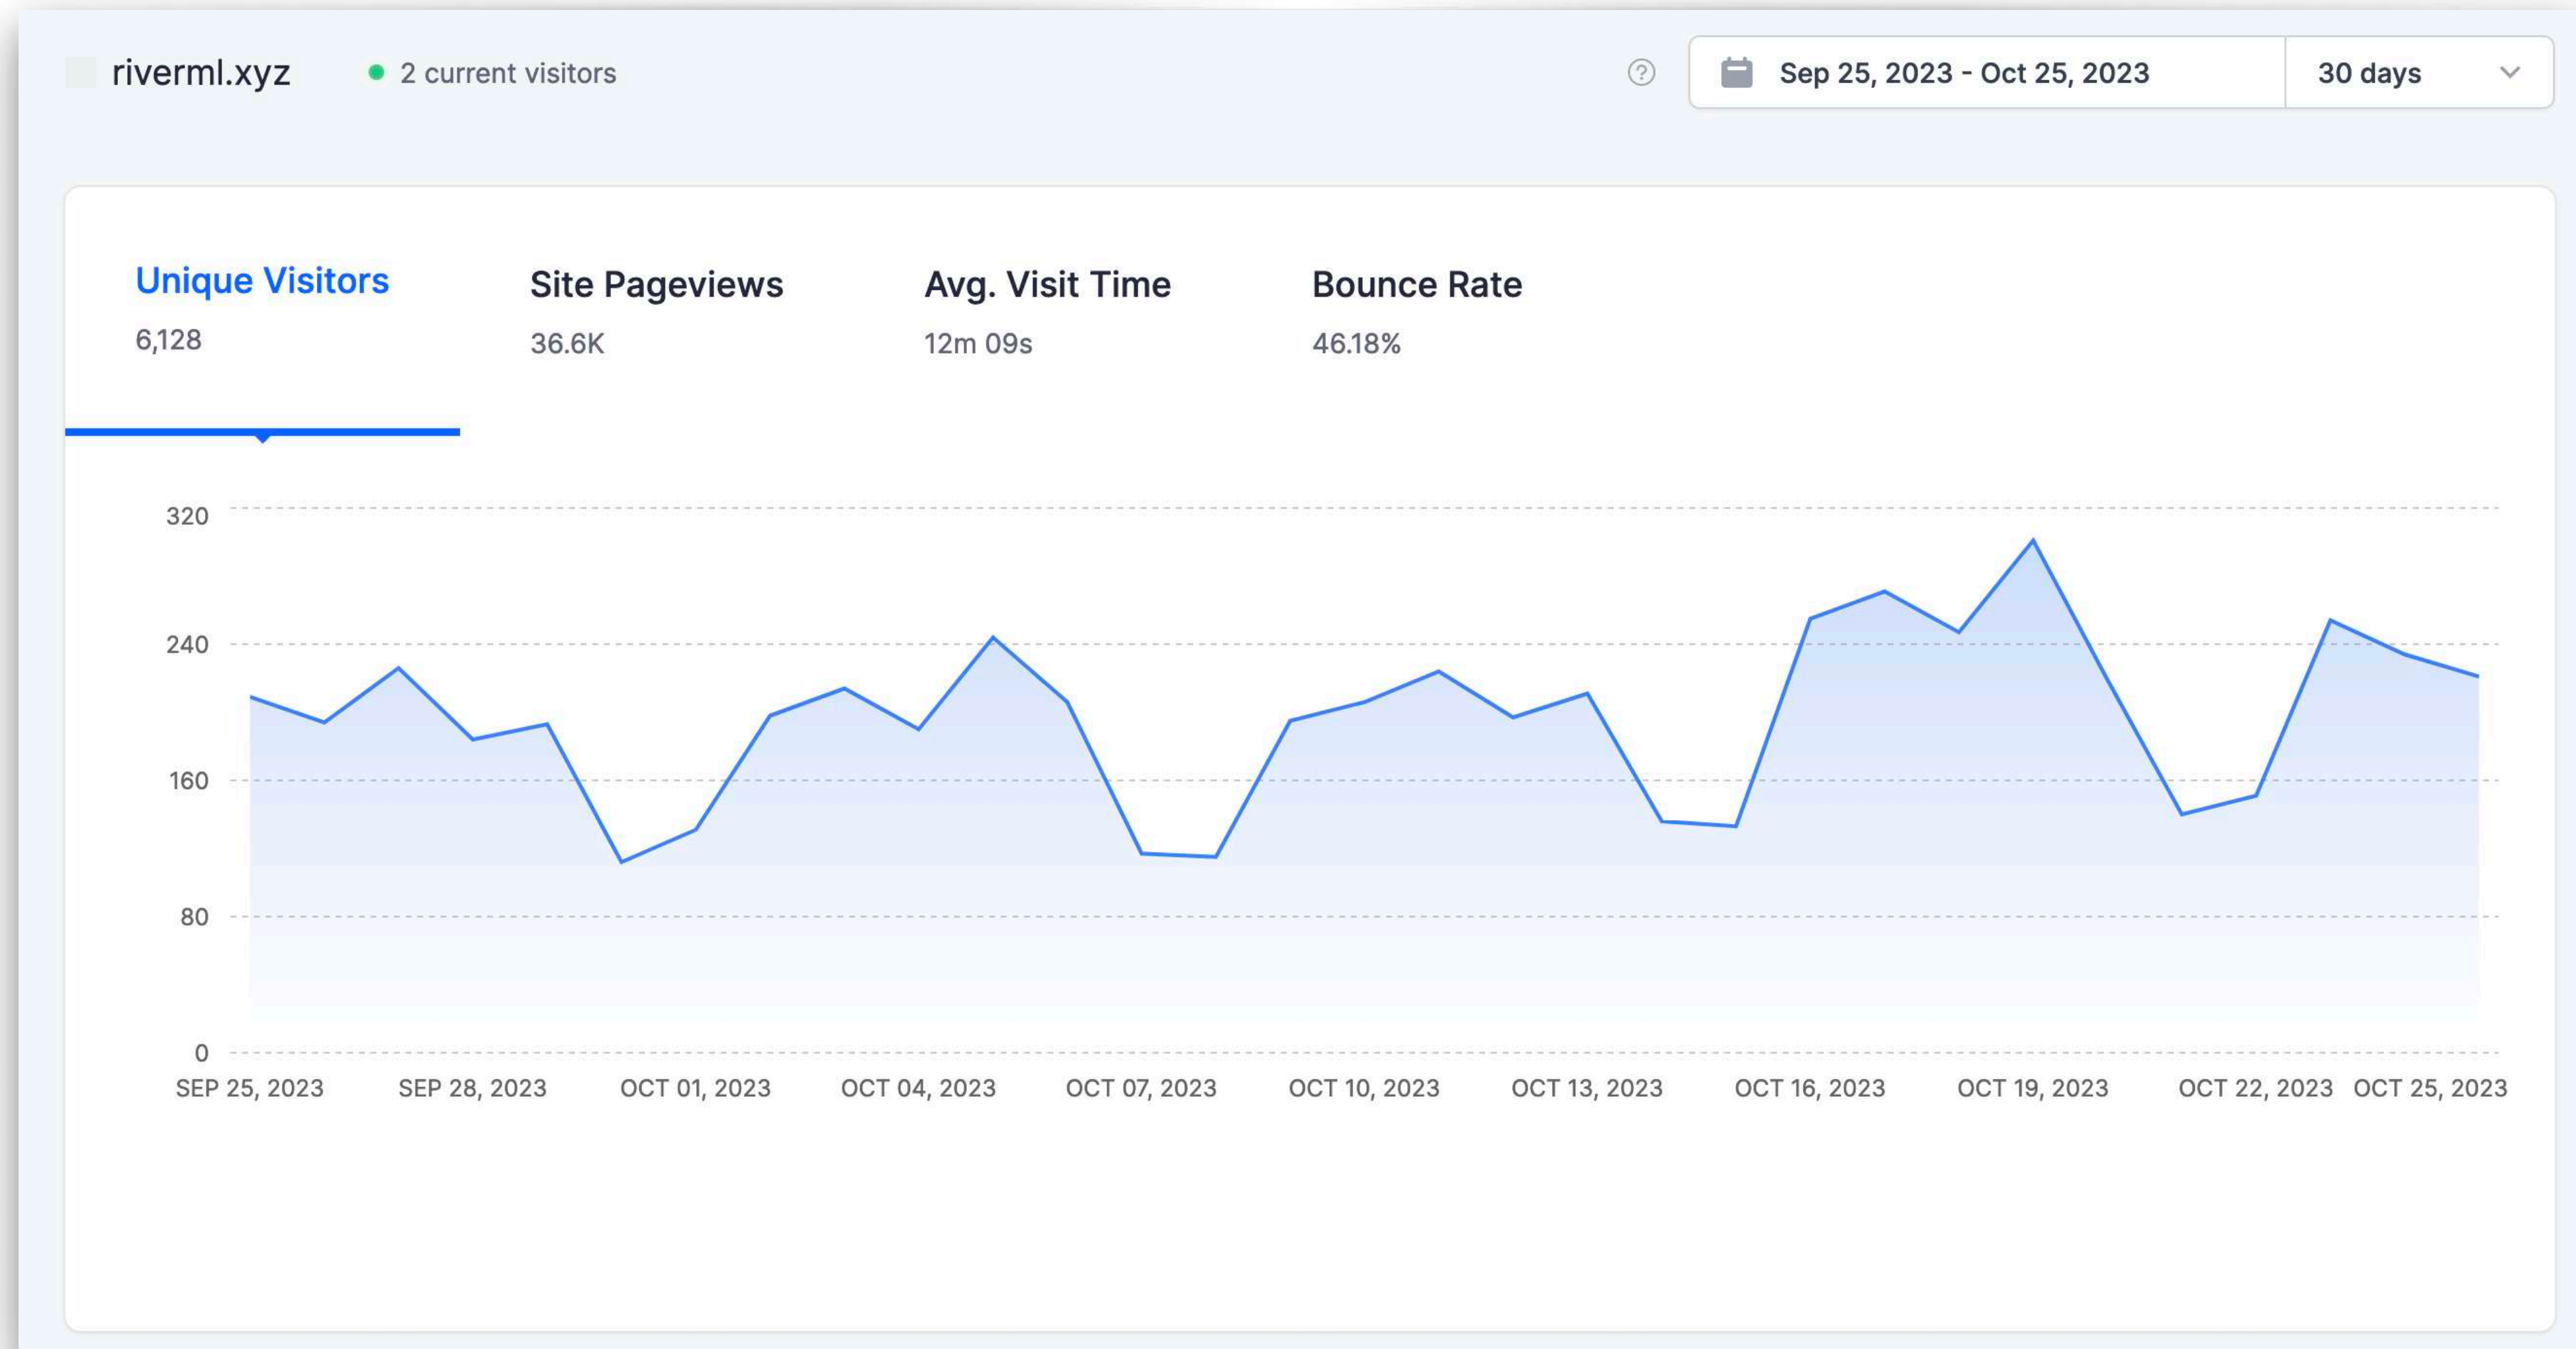 riverml.xyz
2 current visitors
?
Sep 25, 2023 - Oct 25, 2023
30 days
Unique Visitors
6,128
Site Pageviews
36.6K
Avg. Visit Time
12m 09s
Bounce Rate
46.18%
320
240
160
80
0
SEP 25, 2023
SEP 28, 2023
OCT 01, 2023
OCT 04, 2023
OCT 07, 2023
OCT 10, 2023
OCT 13, 2023
OCT 16, 2023
OCT 19, 2023
OCT 22, 2023
OCT 25, 2023